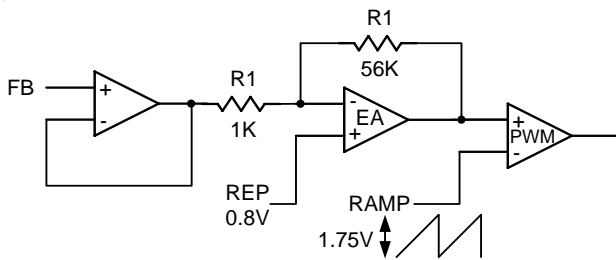 R1
56K
FB
+
-
R1
1K
-
EA
+
+
PWM
-
REP
0.8V
RAMP
1.75V